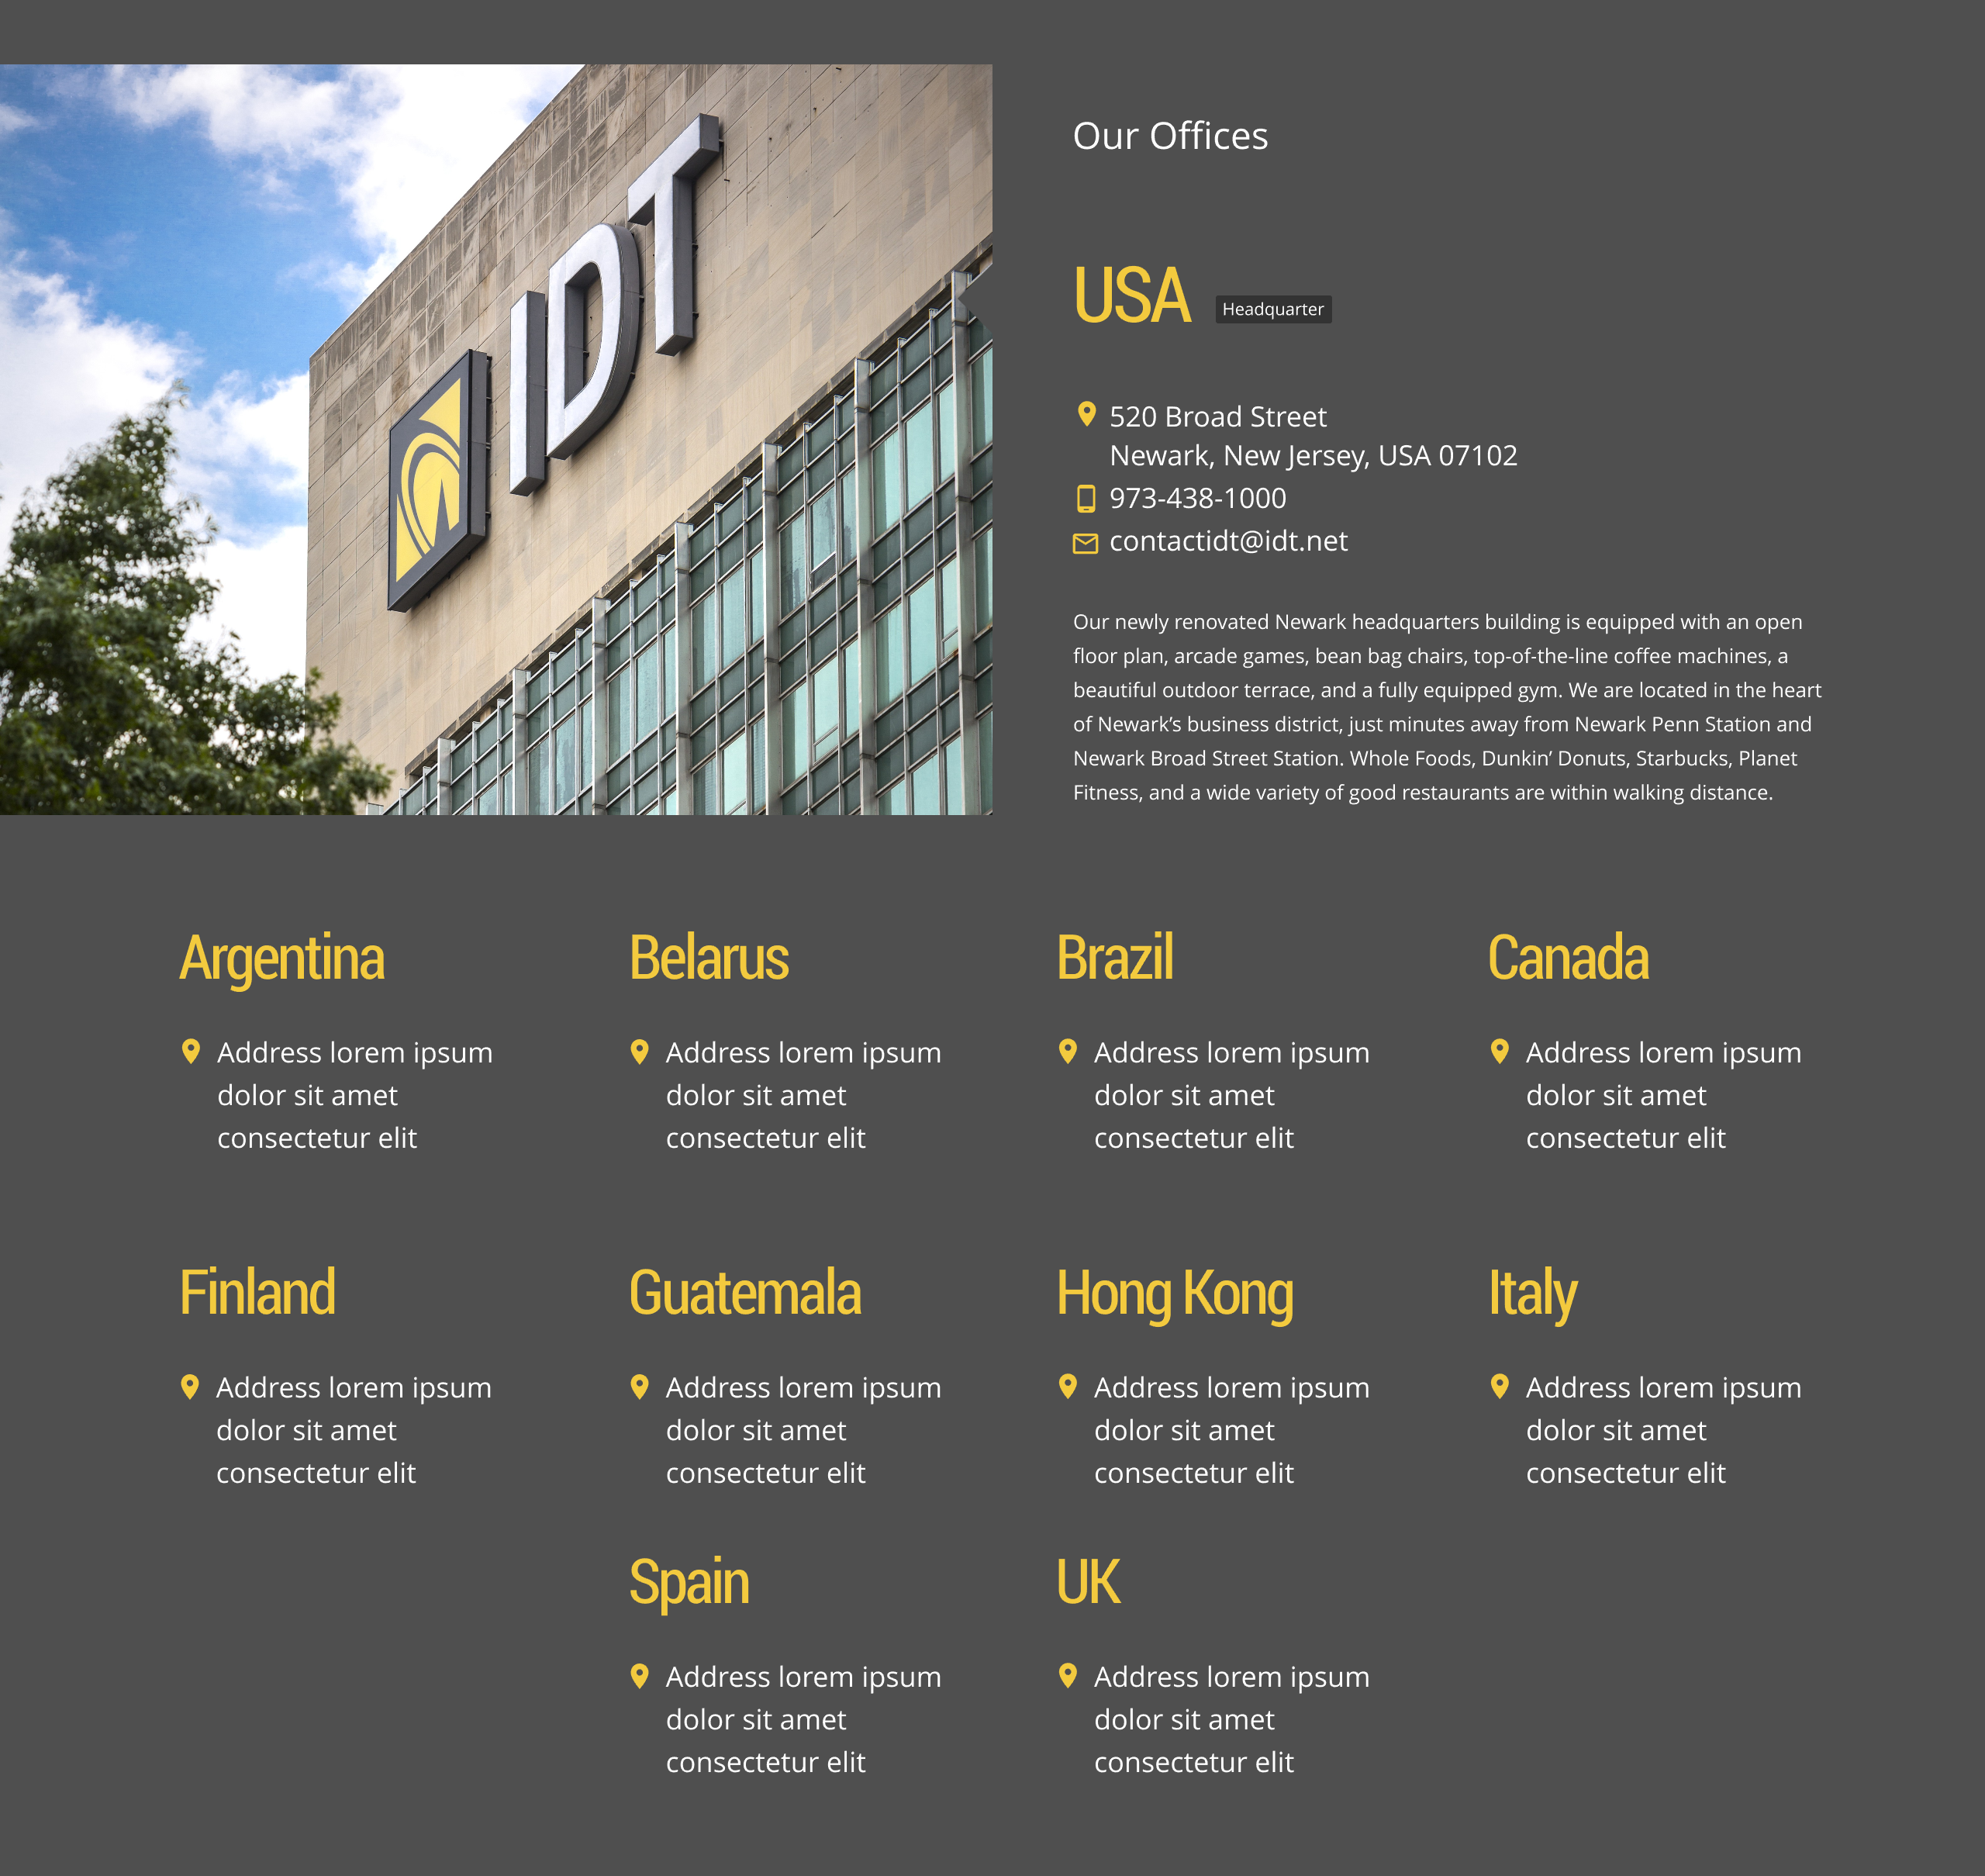 IDT
Our Offices
USA Headquarter
520 Broad Street
Newark, New Jersey, USA 07102
973-438-1000
contactidt@idt.net
Our newly renovated Newark headquarters building is equipped with an open
floor plan, arcade games, bean bag chairs, top-of-the-line coffee machines, a
beautiful outdoor terrace, and a fully equipped gym. We are located in the heart
of Newark’s business district, just minutes away from Newark Penn Station and
Newark Broad Street Station. Whole Foods, Dunkin’ Donuts, Starbucks, Planet
Fitness, and a wide variety of good restaurants are within walking distance.
Argentina
Address lorem ipsum
dolor sit amet
consectetur elit
Belarus
Address lorem ipsum
dolor sit amet
consectetur elit
Brazil
Address lorem ipsum
dolor sit amet
consectetur elit
Canada
Address lorem ipsum
dolor sit amet
consectetur elit
Finland
Address lorem ipsum
dolor sit amet
consectetur elit
Guatemala
Address lorem ipsum
dolor sit amet
consectetur elit
Hong Kong
Address lorem ipsum
dolor sit amet
consectetur elit
Italy
Address lorem ipsum
dolor sit amet
consectetur elit
Spain
Address lorem ipsum
dolor sit amet
consectetur elit
UK
Address lorem ipsum
dolor sit amet
consectetur elit